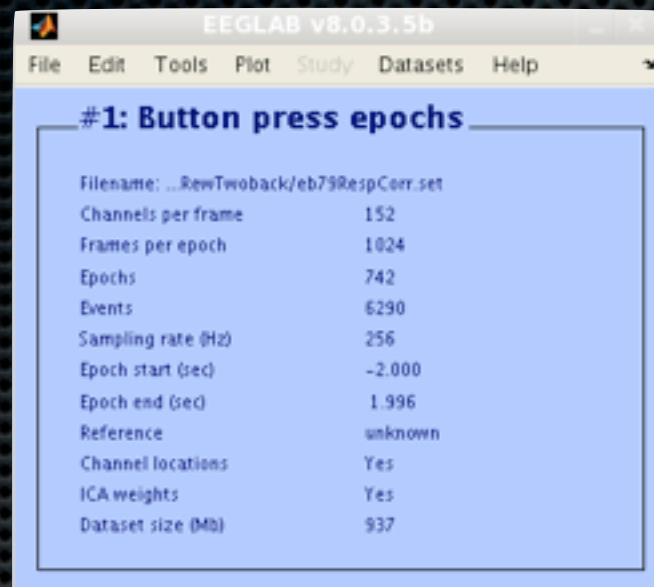 EEGLAB v8.0.3.5b
File Edit Tools Plot Study Datasets Help
#1: Button press epochs
Filename: ...RewTwoback/eb79RespCorr.set
Channels per frame 152
Frames per epoch 1024
Epochs 742
Events 6290
Sampling rate (Hz) 256
Epoch start (sec) -2.000
Epoch end (sec) 1.996
Reference unknown
Channel locations Yes
ICA weights Yes
Dataset size (Mb) 937